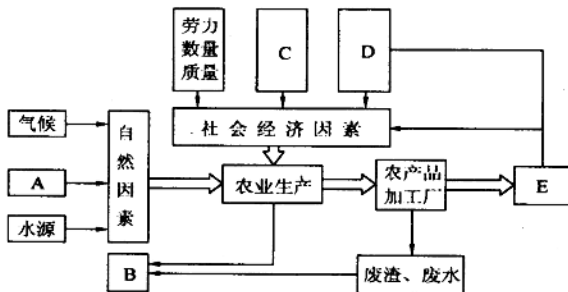 劳力
数量
质量
C
D
社会经济因素
气候
A
水源
自
然
因
素
农业生产
农产品
加工厂
E
B
废渣、废水